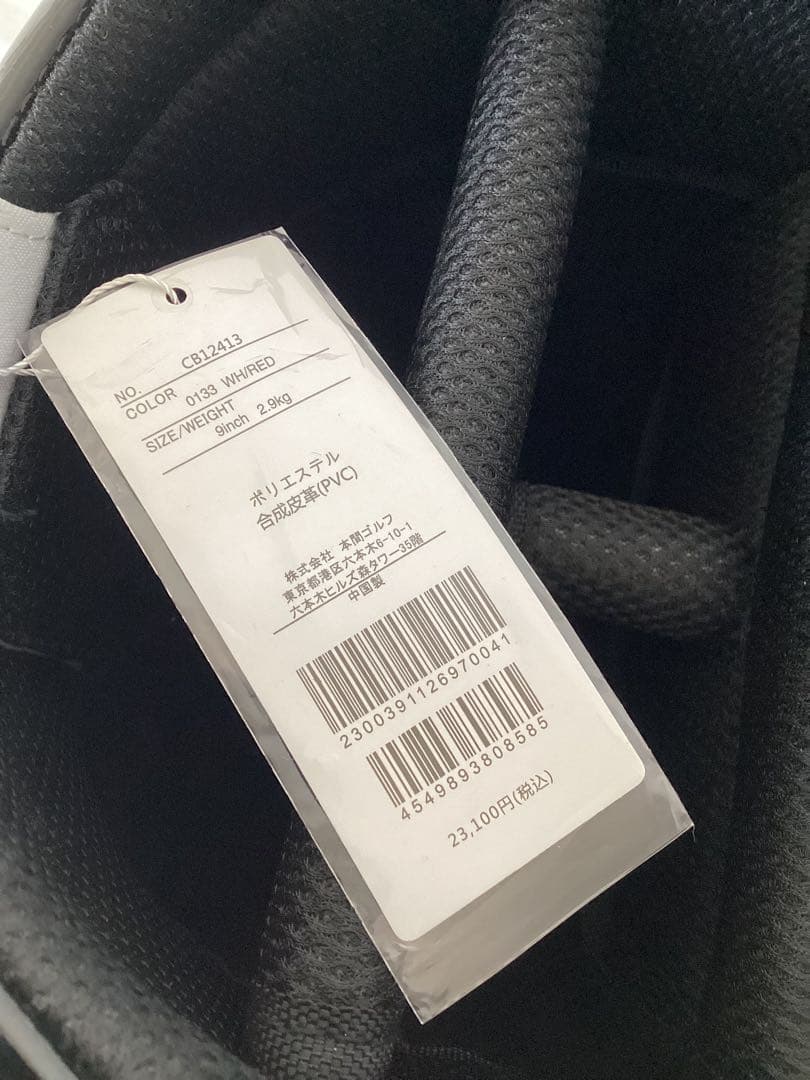 NO. CB12413
COLOR 0133 WH/RED
SIZE/WEIGHT
9inch 2.9kg
ポリエステル
合成皮革(PVC)
株式会社 本間ゴルフ
東京都港区六本木6-10-1
六本木ヒルズ森タワー35階
中国製
2300391126970041
4549893808585
23,100円(税込)